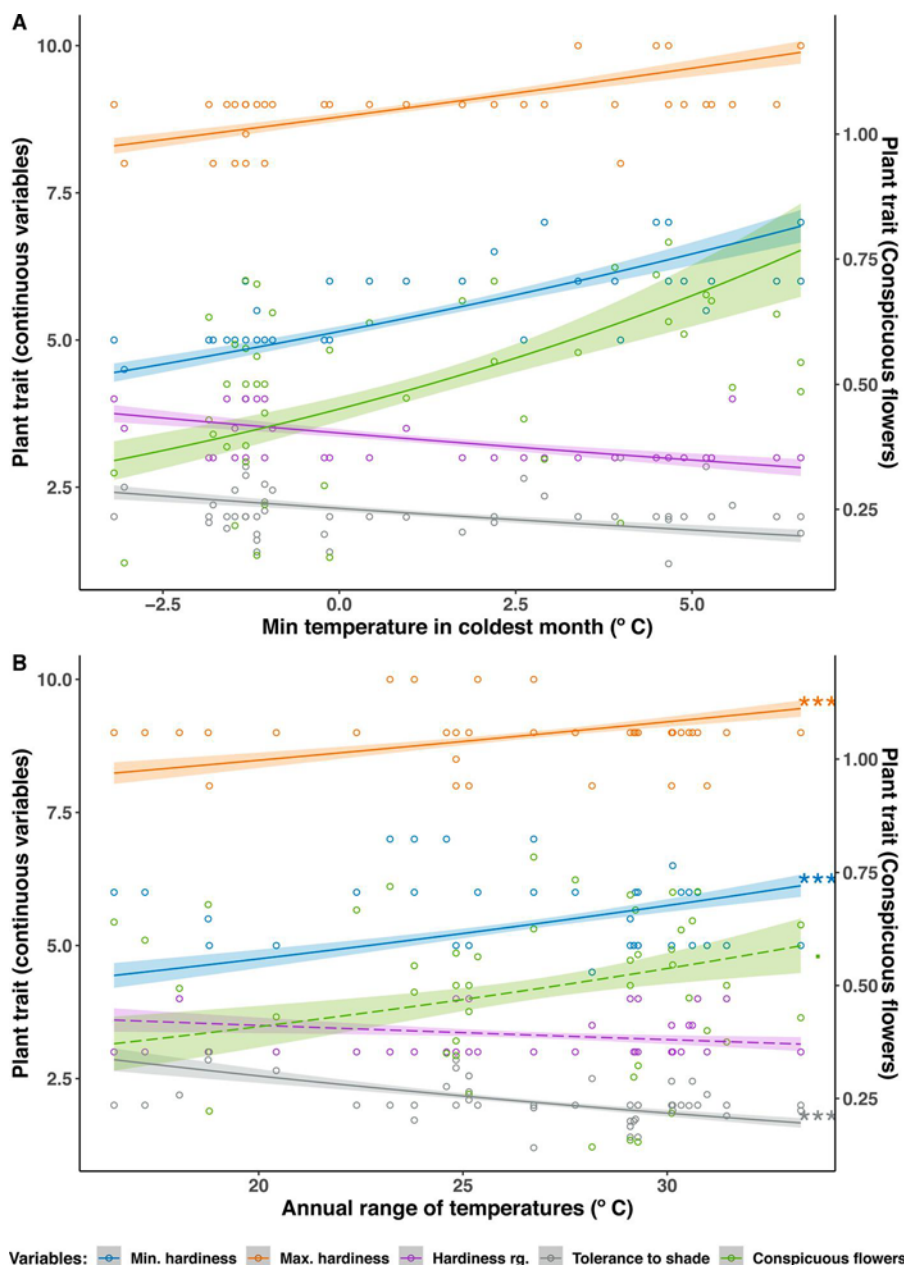 A
10.0
7.5
5.0
2.5
Plant trait (continuous variables)
1.00
0.75
0.50
0.25
Plant trait (Conspicuous flowers)
−2.5 0.0 2.5 5.0
Min temperature in coldest month (° C)
B
10.0
7.5
5.0
2.5
Plant trait (continuous variables)
***
***
.
***
1.00
0.75
0.50
0.25
Plant trait (Conspicuous flowers)
20 25 30
Annual range of temperatures (° C)
Variables: Min. hardiness Max. hardiness Hardiness rg. Tolerance to shade Conspicuous flowers